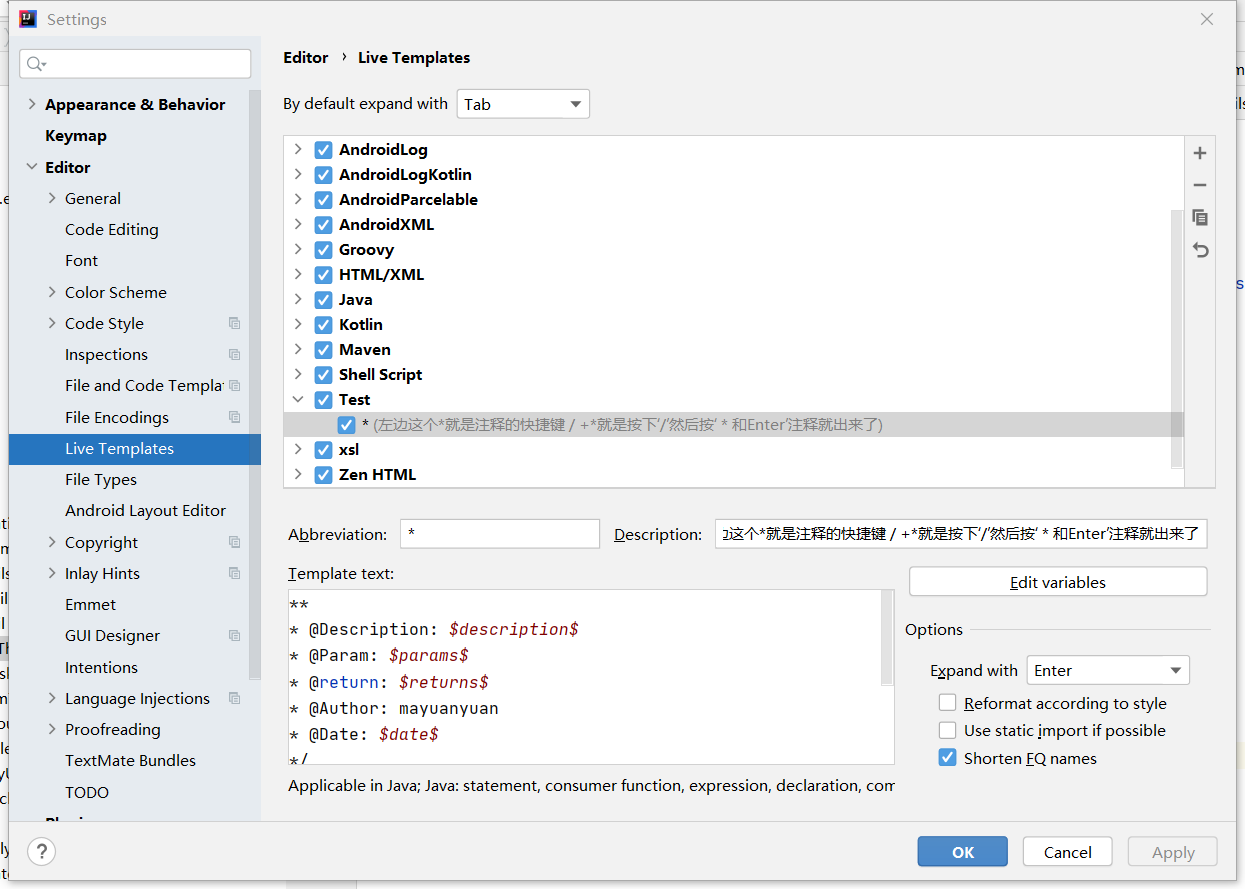 Settings
Appearance & Behavior
Keymap
Editor
General
Code Editing
Font
Color Scheme
Code Style
Inspections
File and Code Templa
File Encodings
Live Templates
File Types
Android Layout Editor
Copyright
Inlay Hints
Emmet
GUI Designer
Intentions
Language Injections
Proofreading
TextMate Bundles
TODO
Editor › Live Templates
By default expand with Tab
AndroidLog
AndroidLogKotlin
AndroidParcelable
AndroidXML
Groovy
HTML/XML
Java
Kotlin
Maven
Shell Script
Test
* (左边这个*就是注释的快捷键 / +*就是按下‘/’然后按‘ * 和Enter’注释就出来了)
xsl
Zen HTML
Abbreviation: *
Description: 这个*就是注释的快捷键 / +*就是按下‘/’然后按‘ * 和Enter’注释就出来了
Template text:
**
* @Description: $description$
* @Param: $params$
* @return: $returns$
* @Author: mayuanyuan
* @Date: $date$
*/
Edit variables
Options
Expand with Enter
Reformat according to style
Use static import if possible
Shorten FQ names
Applicable in Java; Java: statement, consumer function, expression, declaration, com
?
OK
Cancel
Apply